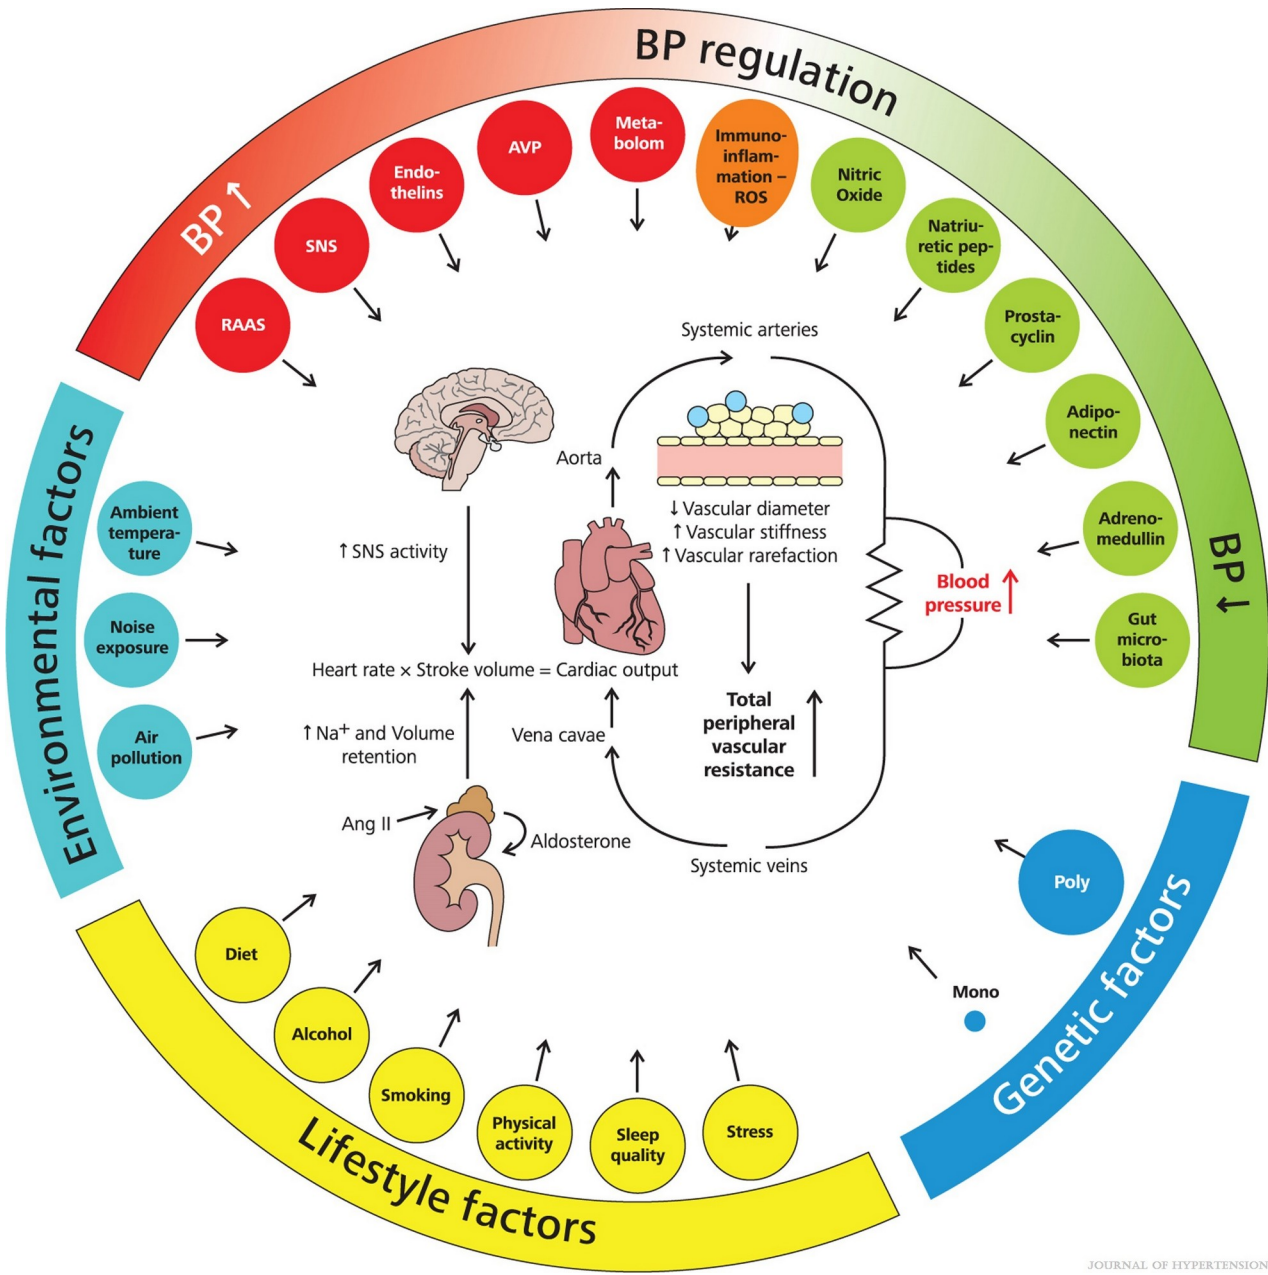 BP regulation
BP ↑
BP ↓
RAAS
SNS
Endo-
thelins
AVP
Meta-
bolom
Immuno-
inflam-
mation –
ROS
Nitric
Oxide
Natriu-
retic pep-
tides
Prosta-
cyclin
Adipo-
nectin
Adreno-
medullin
Gut
micro-
biota
Environmental factors
Ambient
tempera-
ture
Noise
exposure
Air
pollution
Systemic arteries
Aorta
↓ Vascular diameter
↑ Vascular stiffness
↑ Vascular rarefaction
↑ SNS activity
Blood
pressure ↑
Heart rate × Stroke volume = Cardiac output
Total
peripheral
vascular
resistance ↑
↑ Na+ and Volume
retention
Vena cavae
Ang II
Aldosterone
Systemic veins
Genetic factors
Poly
Mono
Lifestyle factors
Diet
Alcohol
Smoking
Physical
activity
Sleep
quality
Stress
JOURNAL OF HYPERTENSION